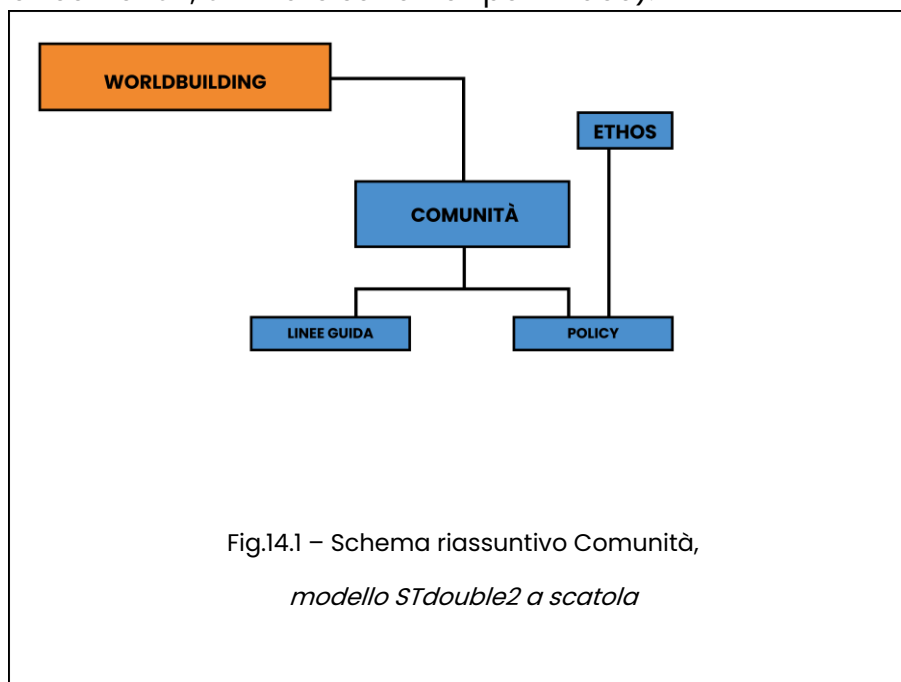 WORLDBUILDING
ETHOS
COMUNITÀ
LINEE GUIDA
POLICY
Fig.14.1 – Schema riassuntivo Comunità,
modello STdouble2 a scatola